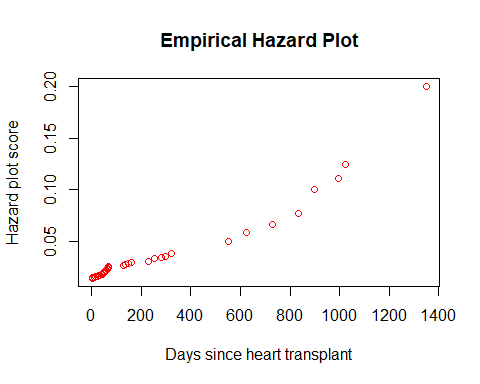 Empirical Hazard Plot
Hazard plot score
0.20
0.15
0.10
0.05
0 200 400 600 800 1000 1200 1400
Days since heart transplant